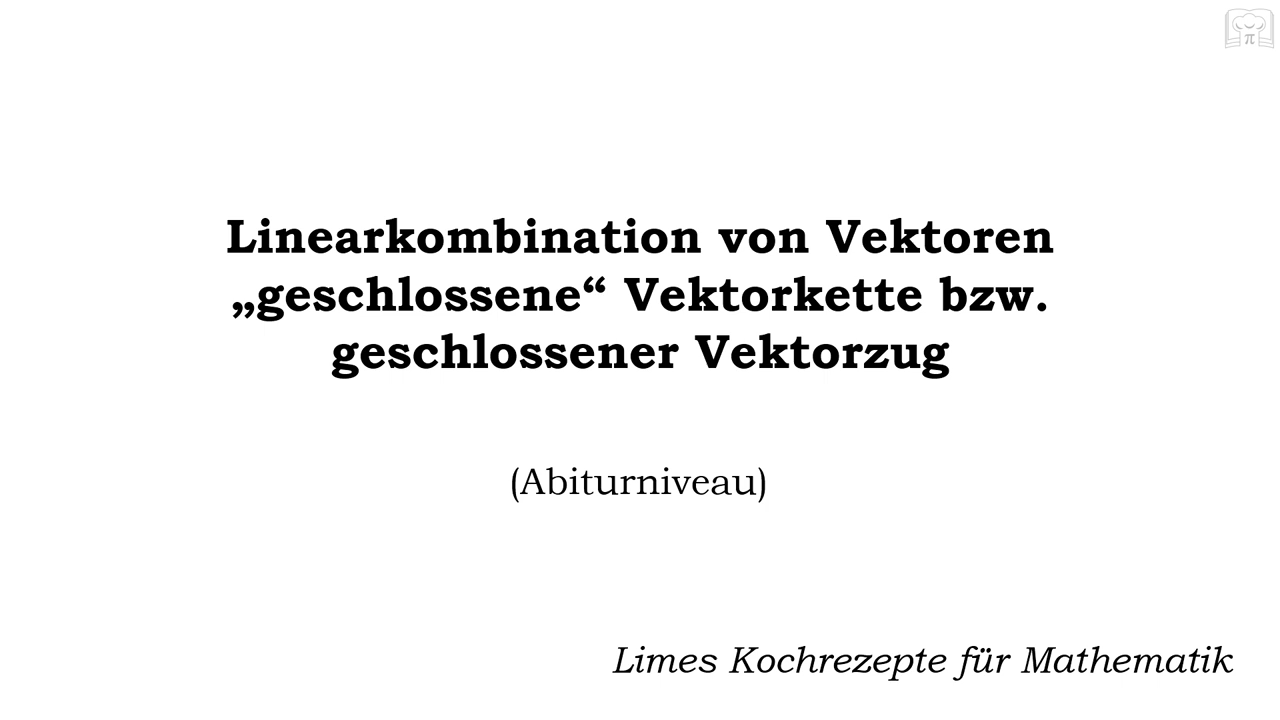 Linearkombination von Vektoren
„geschlossene“ Vektorkette bzw.
geschlossener Vektorzug
(Abiturniveau)
Limes Kochrezepte für Mathematik
π